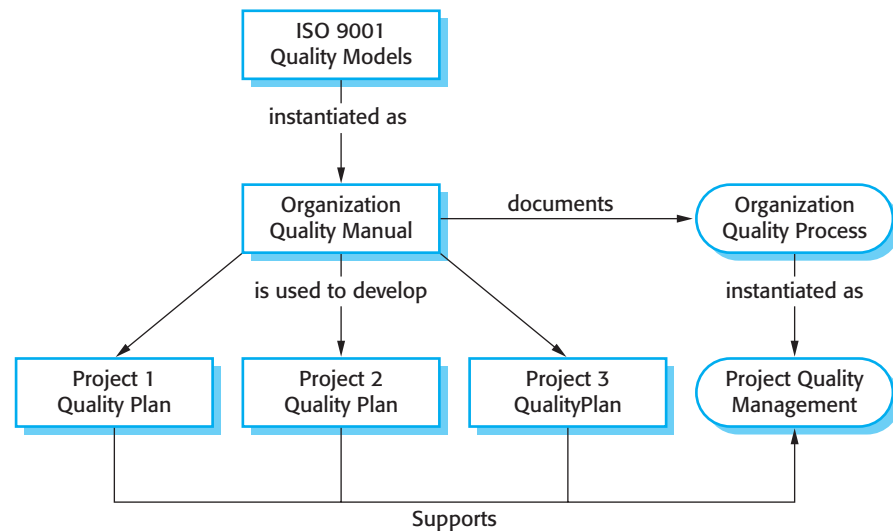 ISO 9001
Quality Models
instantiated as
Organization
Quality Manual
documents
Organization
Quality Process
is used to develop
instantiated as
Project 1
Quality Plan
Project 2
Quality Plan
Project 3
QualityPlan
Project Quality
Management
Supports